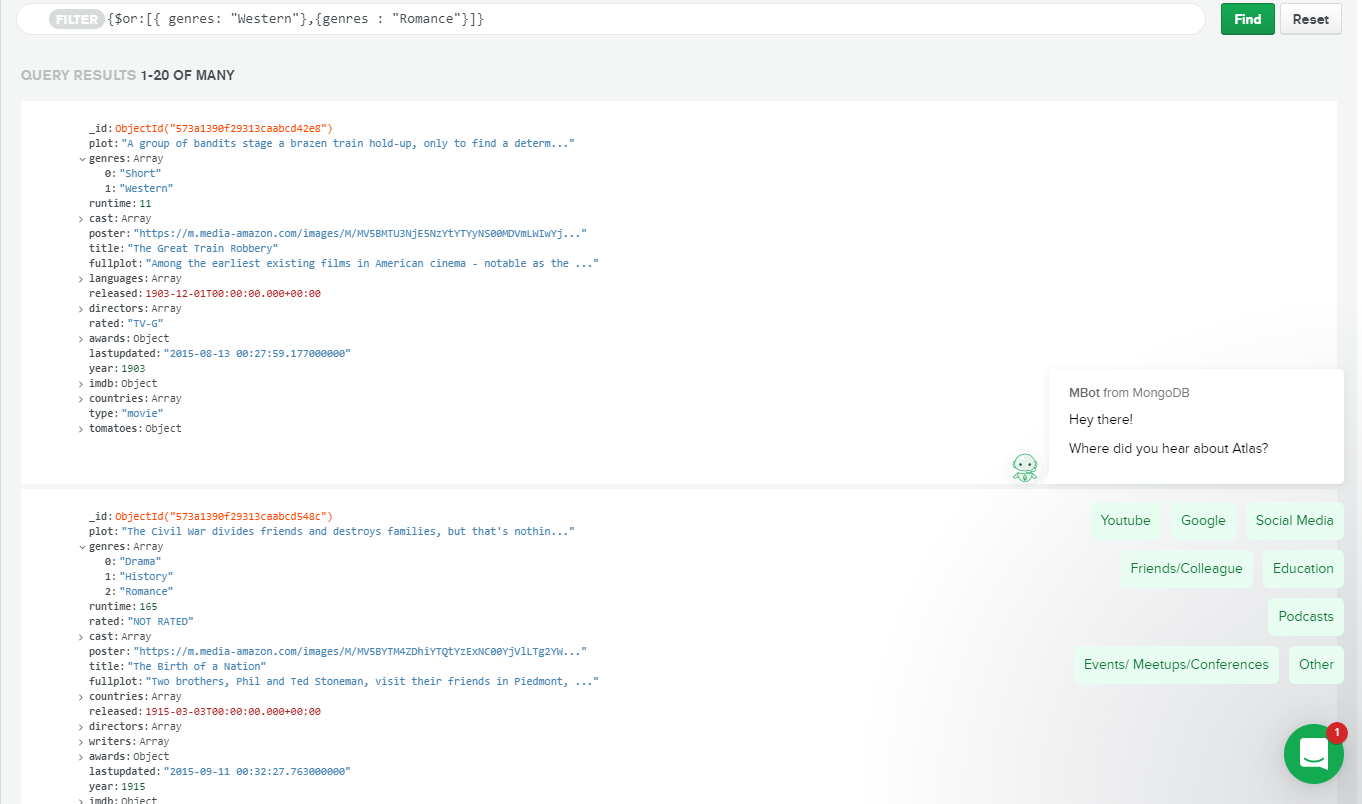 FILTER {$or:[{ genres: "Western"},{genres : "Romance"}]}
Find
Reset
QUERY RESULTS 1-20 OF MANY
_id: ObjectId("573a1390f29313caabcd42e8")
plot: "A group of bandits stage a brazen train hold-up, only to find a determ..."
genres: Array
0: "Short"
1: "Western"
runtime: 11
cast: Array
poster: "https://m.media-amazon.com/images/M/MV5BMTU3NjE5NzYtYTYyNS00MDVmLWIwYj..."
title: "The Great Train Robbery"
fullplot: "Among the earliest existing films in American cinema - notable as the ..."
languages: Array
released: 1903-12-01T00:00:00.000+00:00
directors: Array
rated: "TV-G"
awards: Object
lastupdated: "2015-08-13 00:27:59.177000000"
year: 1903
imdb: Object
countries: Array
type: "movie"
tomatoes: Object
_id: ObjectId("573a1390f29313caabcd548c")
plot: "The Civil War divides friends and destroys families, but that's nothin..."
genres: Array
0: "Drama"
1: "History"
2: "Romance"
runtime: 165
rated: "NOT RATED"
cast: Array
poster: "https://m.media-amazon.com/images/M/MV5BYTM4ZDhiYTQtYzExNC00YjVlLTg2YW..."
title: "The Birth of a Nation"
fullplot: "Two brothers, Phil and Ted Stoneman, visit their friends in Piedmont, ..."
countries: Array
released: 1915-03-03T00:00:00.000+00:00
directors: Array
writers: Array
awards: Object
lastupdated: "2015-09-11 00:32:27.763000000"
year: 1915
imdb: Object
MBot from MongoDB
Hey there!
Where did you hear about Atlas?
Youtube
Google
Social Media
Friends/Colleague
Education
Podcasts
Events/ Meetups/Conferences
Other
1